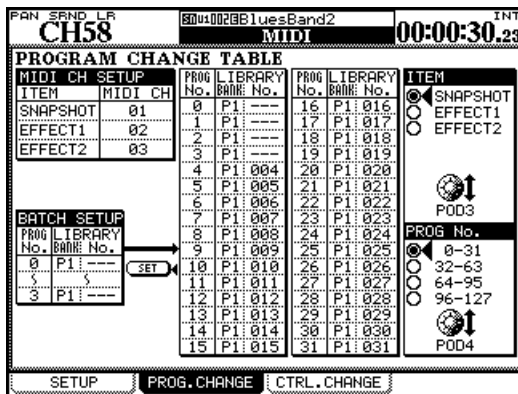 PAN SRND LR
CH58
BluesBand2
MIDI
INT
00:00:30.23
PROGRAM CHANGE TABLE
MIDI CH SETUP
ITEM MIDI CH
SNAPSHOT 01
EFFECT1 02
EFFECT2 03
BATCH SETUP
PROG LIBRARY
No. BANK No.
0 P1 ---
3 P1 ---
SET
PROG LIBRARY
No. BANK No.
0 P1 ---
1 P1 ---
2 P1 ---
3 P1 ---
4 P1 004
5 P1 005
6 P1 006
7 P1 007
8 P1 008
9 P1 009
10 P1 010
11 P1 011
12 P1 012
13 P1 013
14 P1 014
15 P1 015
PROG LIBRARY
No. BANK No.
16 P1 016
17 P1 017
18 P1 018
19 P1 019
20 P1 020
21 P1 021
22 P1 022
23 P1 023
24 P1 024
25 P1 025
26 P1 026
27 P1 027
28 P1 028
29 P1 029
30 P1 030
31 P1 031
ITEM
SNAPSHOT
EFFECT1
EFFECT2
POD3
PROG No.
0-31
32-63
64-95
96-127
POD4
SETUP
PROG.CHANGE
CTRL.CHANGE